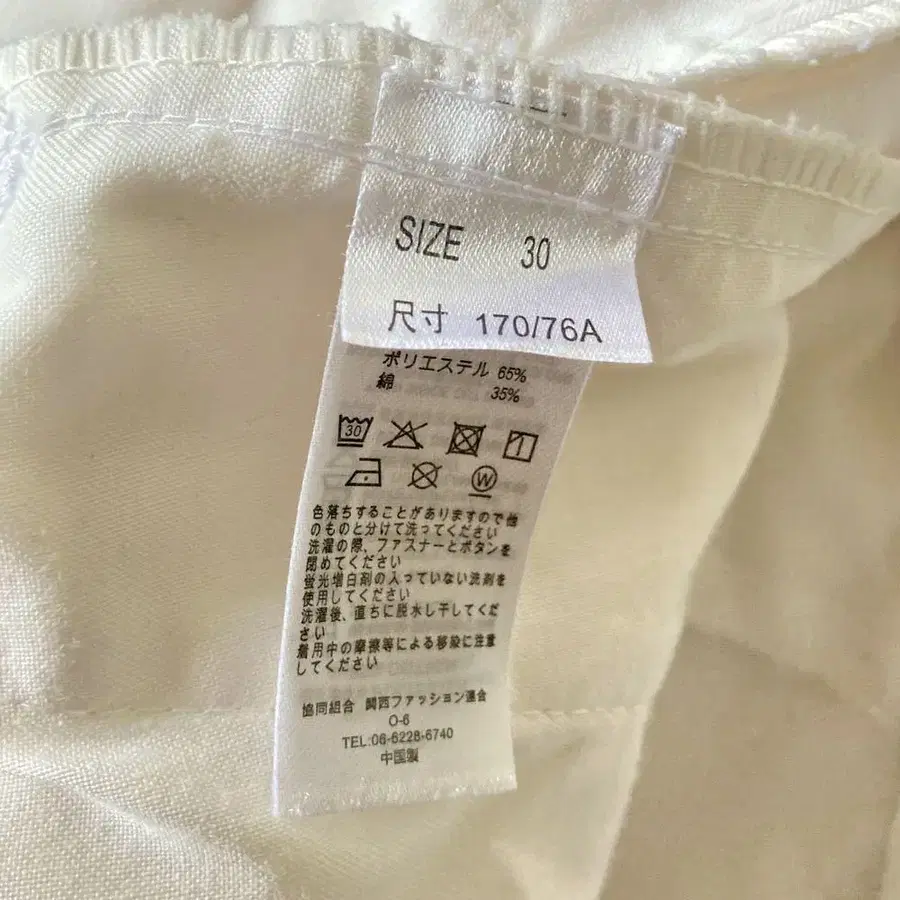 SIZE 30
尺寸 170/76A
ポリエステル 65%
綿 35%
30
1
W
色落ちすることがありますので他
のものと分けて洗ってください
洗濯の際、ファスナーとボタンを
閉めてください
蛍光増白剤の入っていない洗剤を
使用してください
洗濯後、直ちに脱水し干してくだ
さい
着用中の摩擦等による移染に注意
してください
協同組合 関西ファッション連合
O-6
TEL:06-6228-6740
中国製